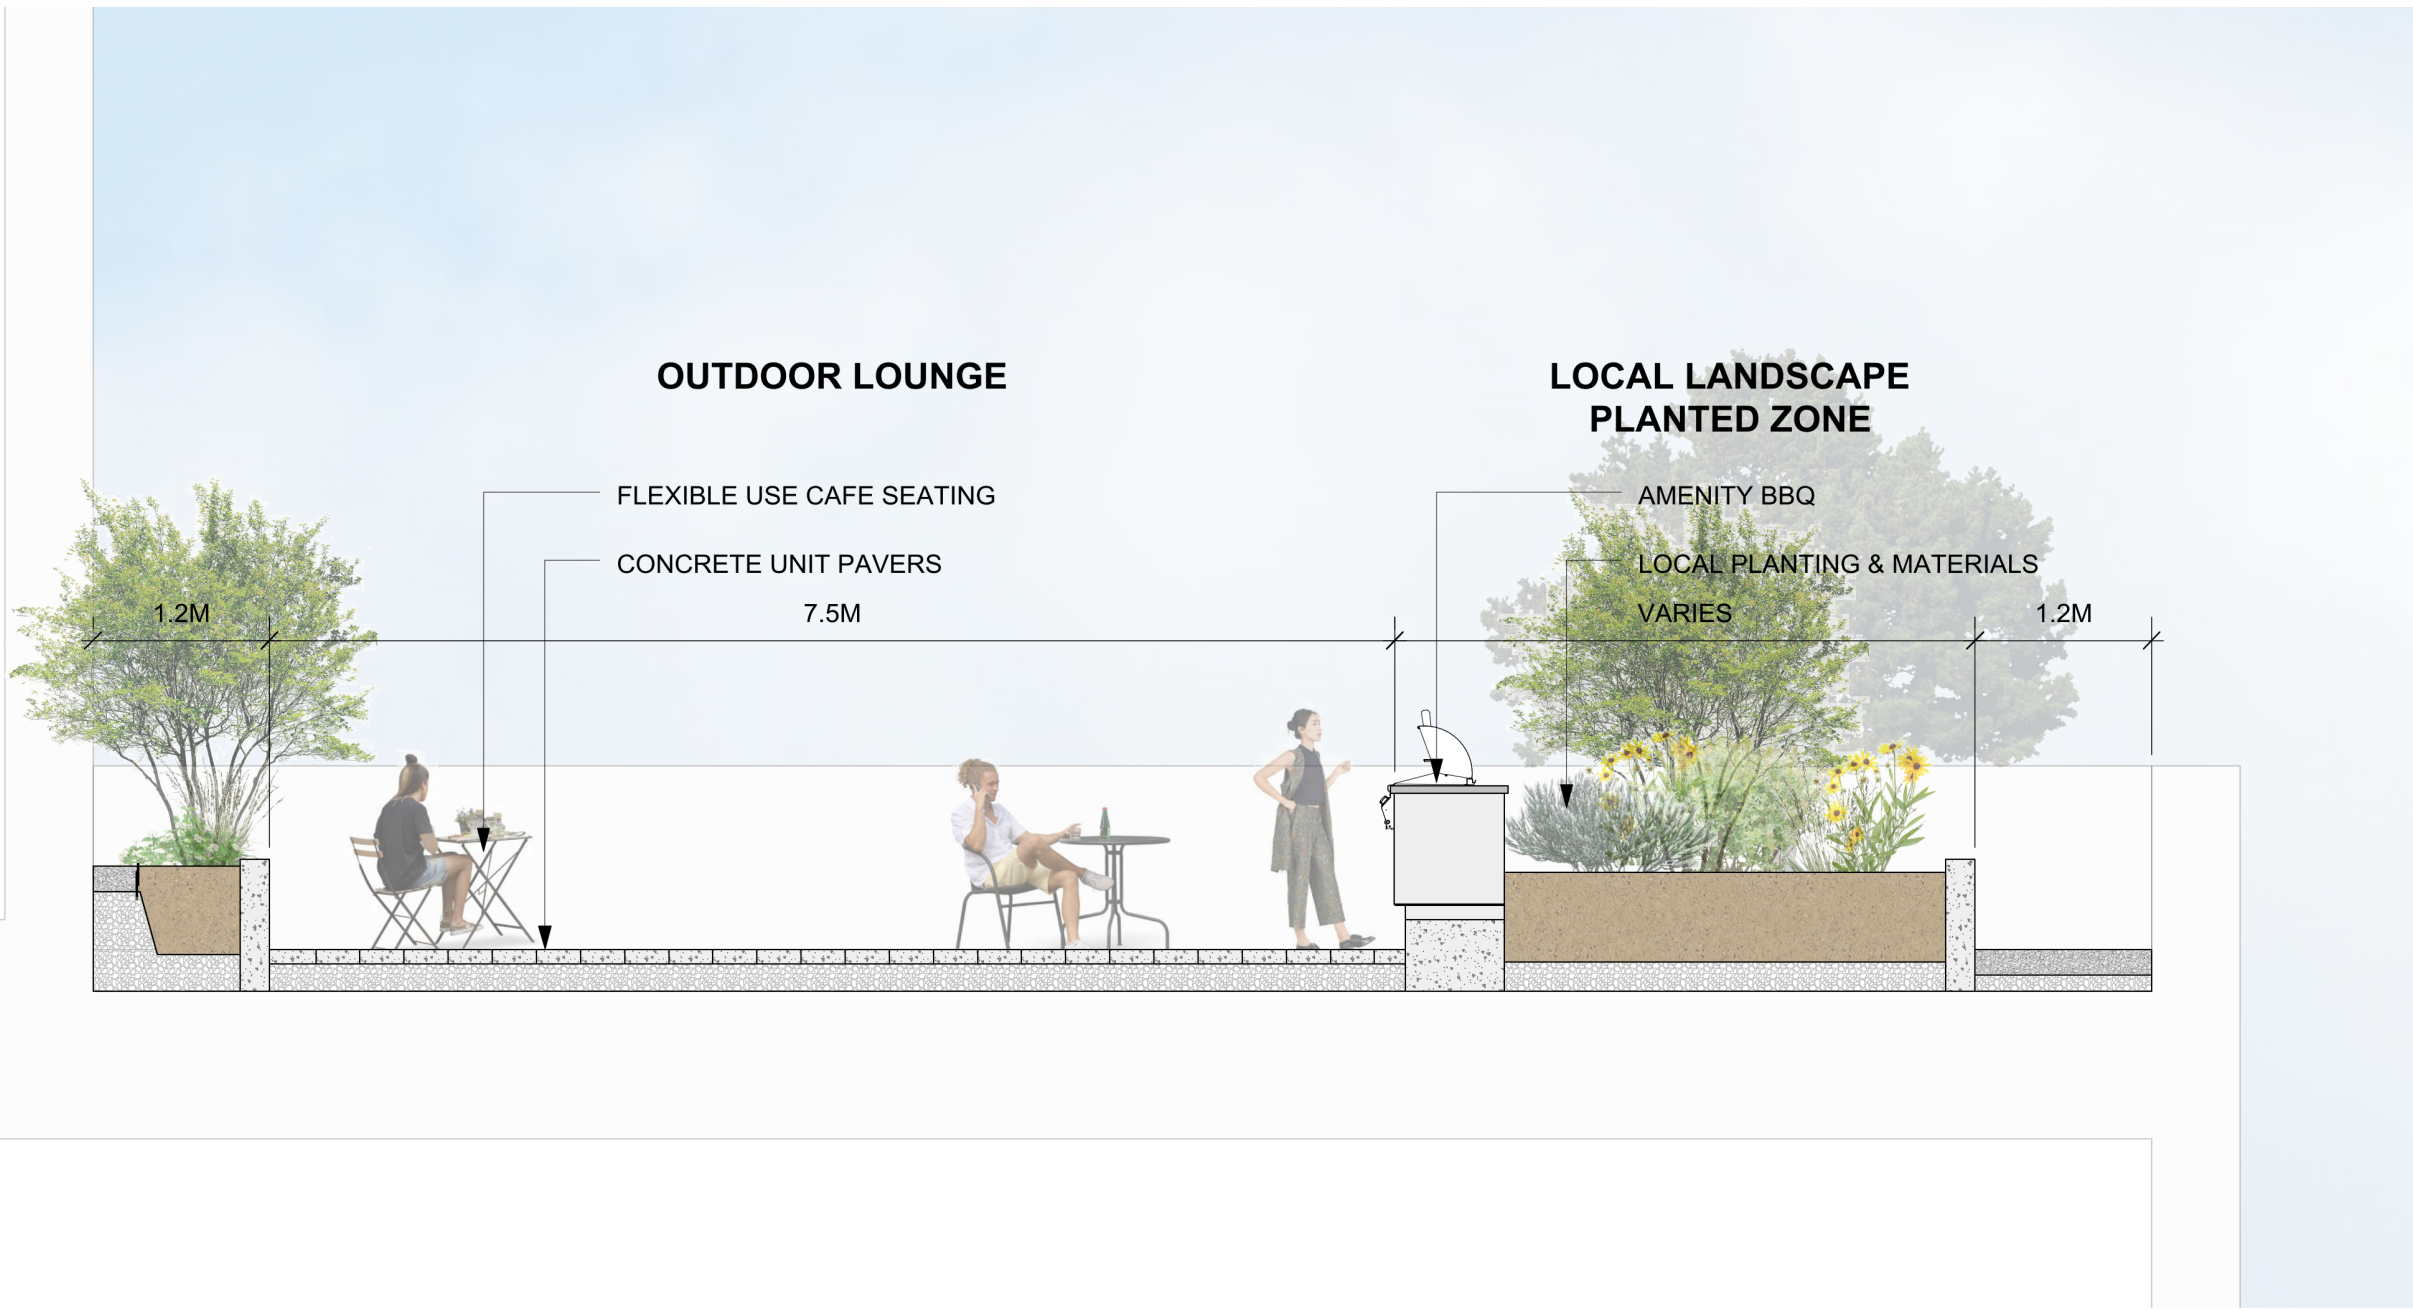 OUTDOOR LOUNGE
FLEXIBLE USE CAFE SEATING
CONCRETE UNIT PAVERS
LOCAL LANDSCAPE
PLANTED ZONE
AMENITY BBQ
LOCAL PLANTING & MATERIALS
1.2M
7.5M
VARIES
1.2M